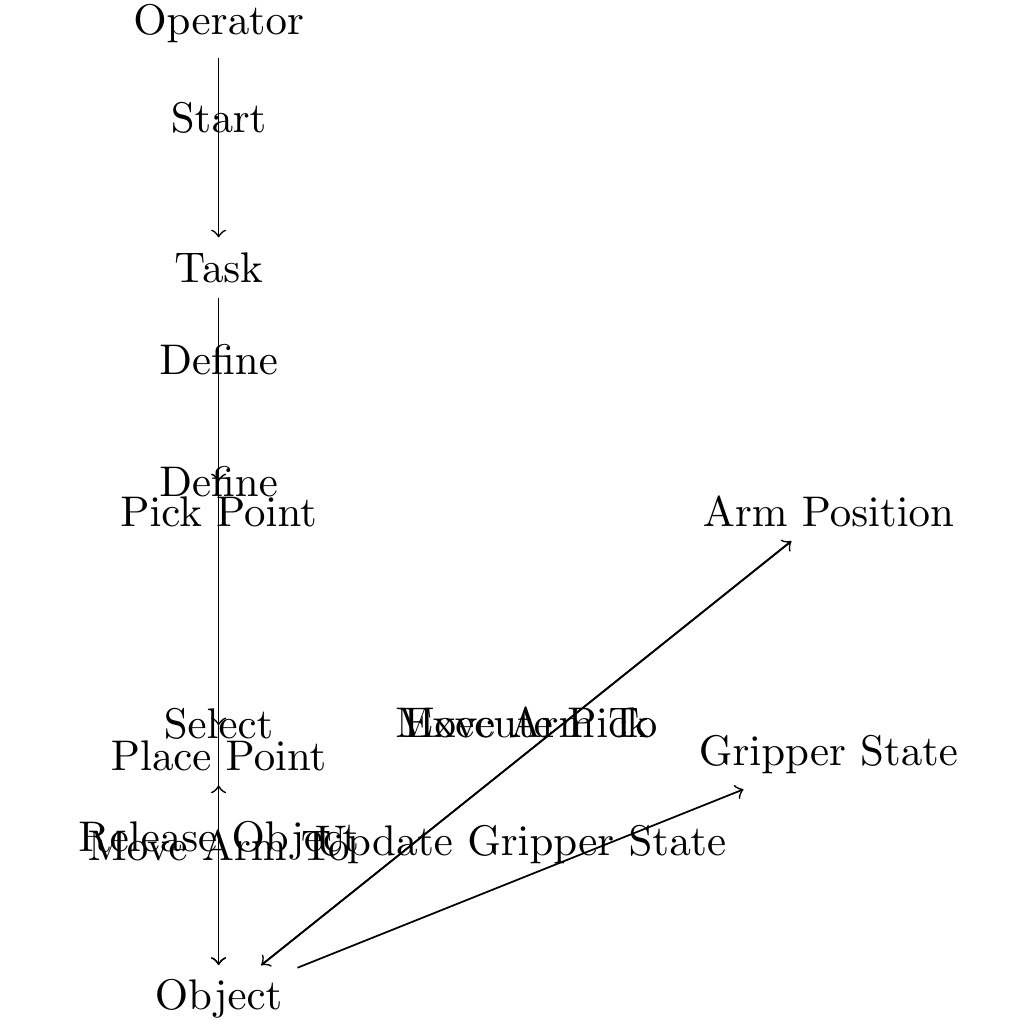 Operator
Start
Task
Define
Define
Pick Point
Arm Position
Select
Move Arm To
Execute Pick
Place Point
Gripper State
Release Object
Move Arm To
Update Gripper State
Object